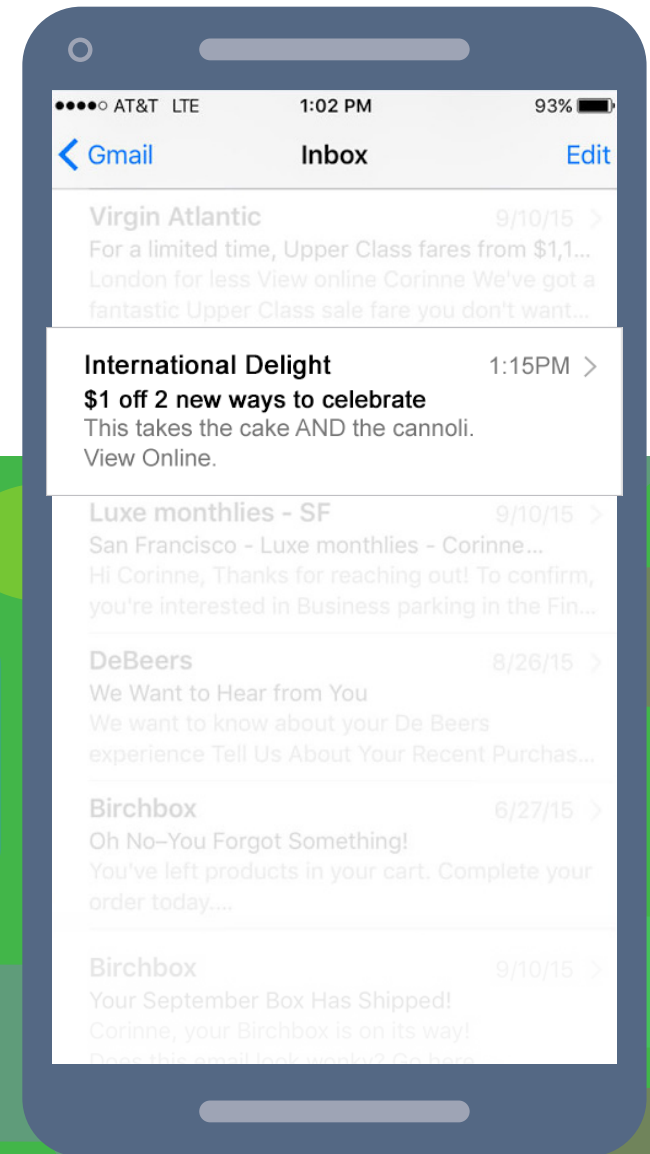 AT&T LTE 1:02 PM 93%
Gmail Inbox Edit
Virgin Atlantic 9/10/15
For a limited time, Upper Class fares from $1,1...
London for less View online Corinne We've got a
fantastic Upper Class sale fare you don't want...
International Delight 1:15PM
$1 off 2 new ways to celebrate
This takes the cake AND the cannoli.
View Online.
Luxe monthlies - SF 9/10/15
San Francisco - Luxe monthlies - Corinne...
Hi Corinne, Thanks for reaching out! To confirm,
you're interested in Business parking in the Fin...
DeBeers 8/26/15
We Want to Hear from You
We want to know about your De Beers
experience Tell Us About Your Recent Purchas...
Birchbox 6/27/15
Oh No–You Forgot Something!
You've left products in your cart. Complete your
order today....
Birchbox 9/10/15
Your September Box Has Shipped!
Corinne, your Birchbox is on its way!
Does this email look wonky? Go here